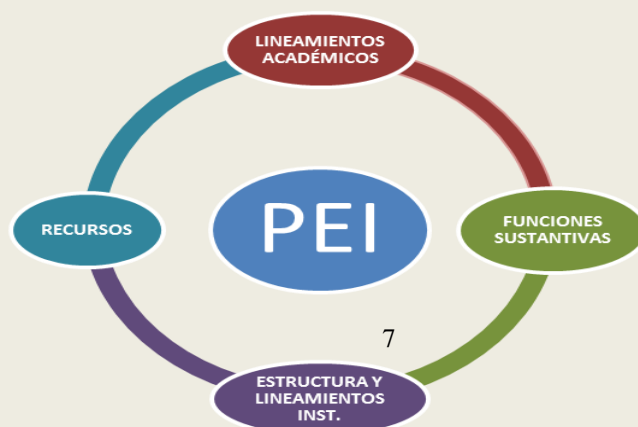 LINEAMIENTOS
ACADÉMICOS
RECURSOS
PEI
FUNCIONES
SUSTANTIVAS
7
ESTRUCTURA Y
LINEAMIENTOS
INST.